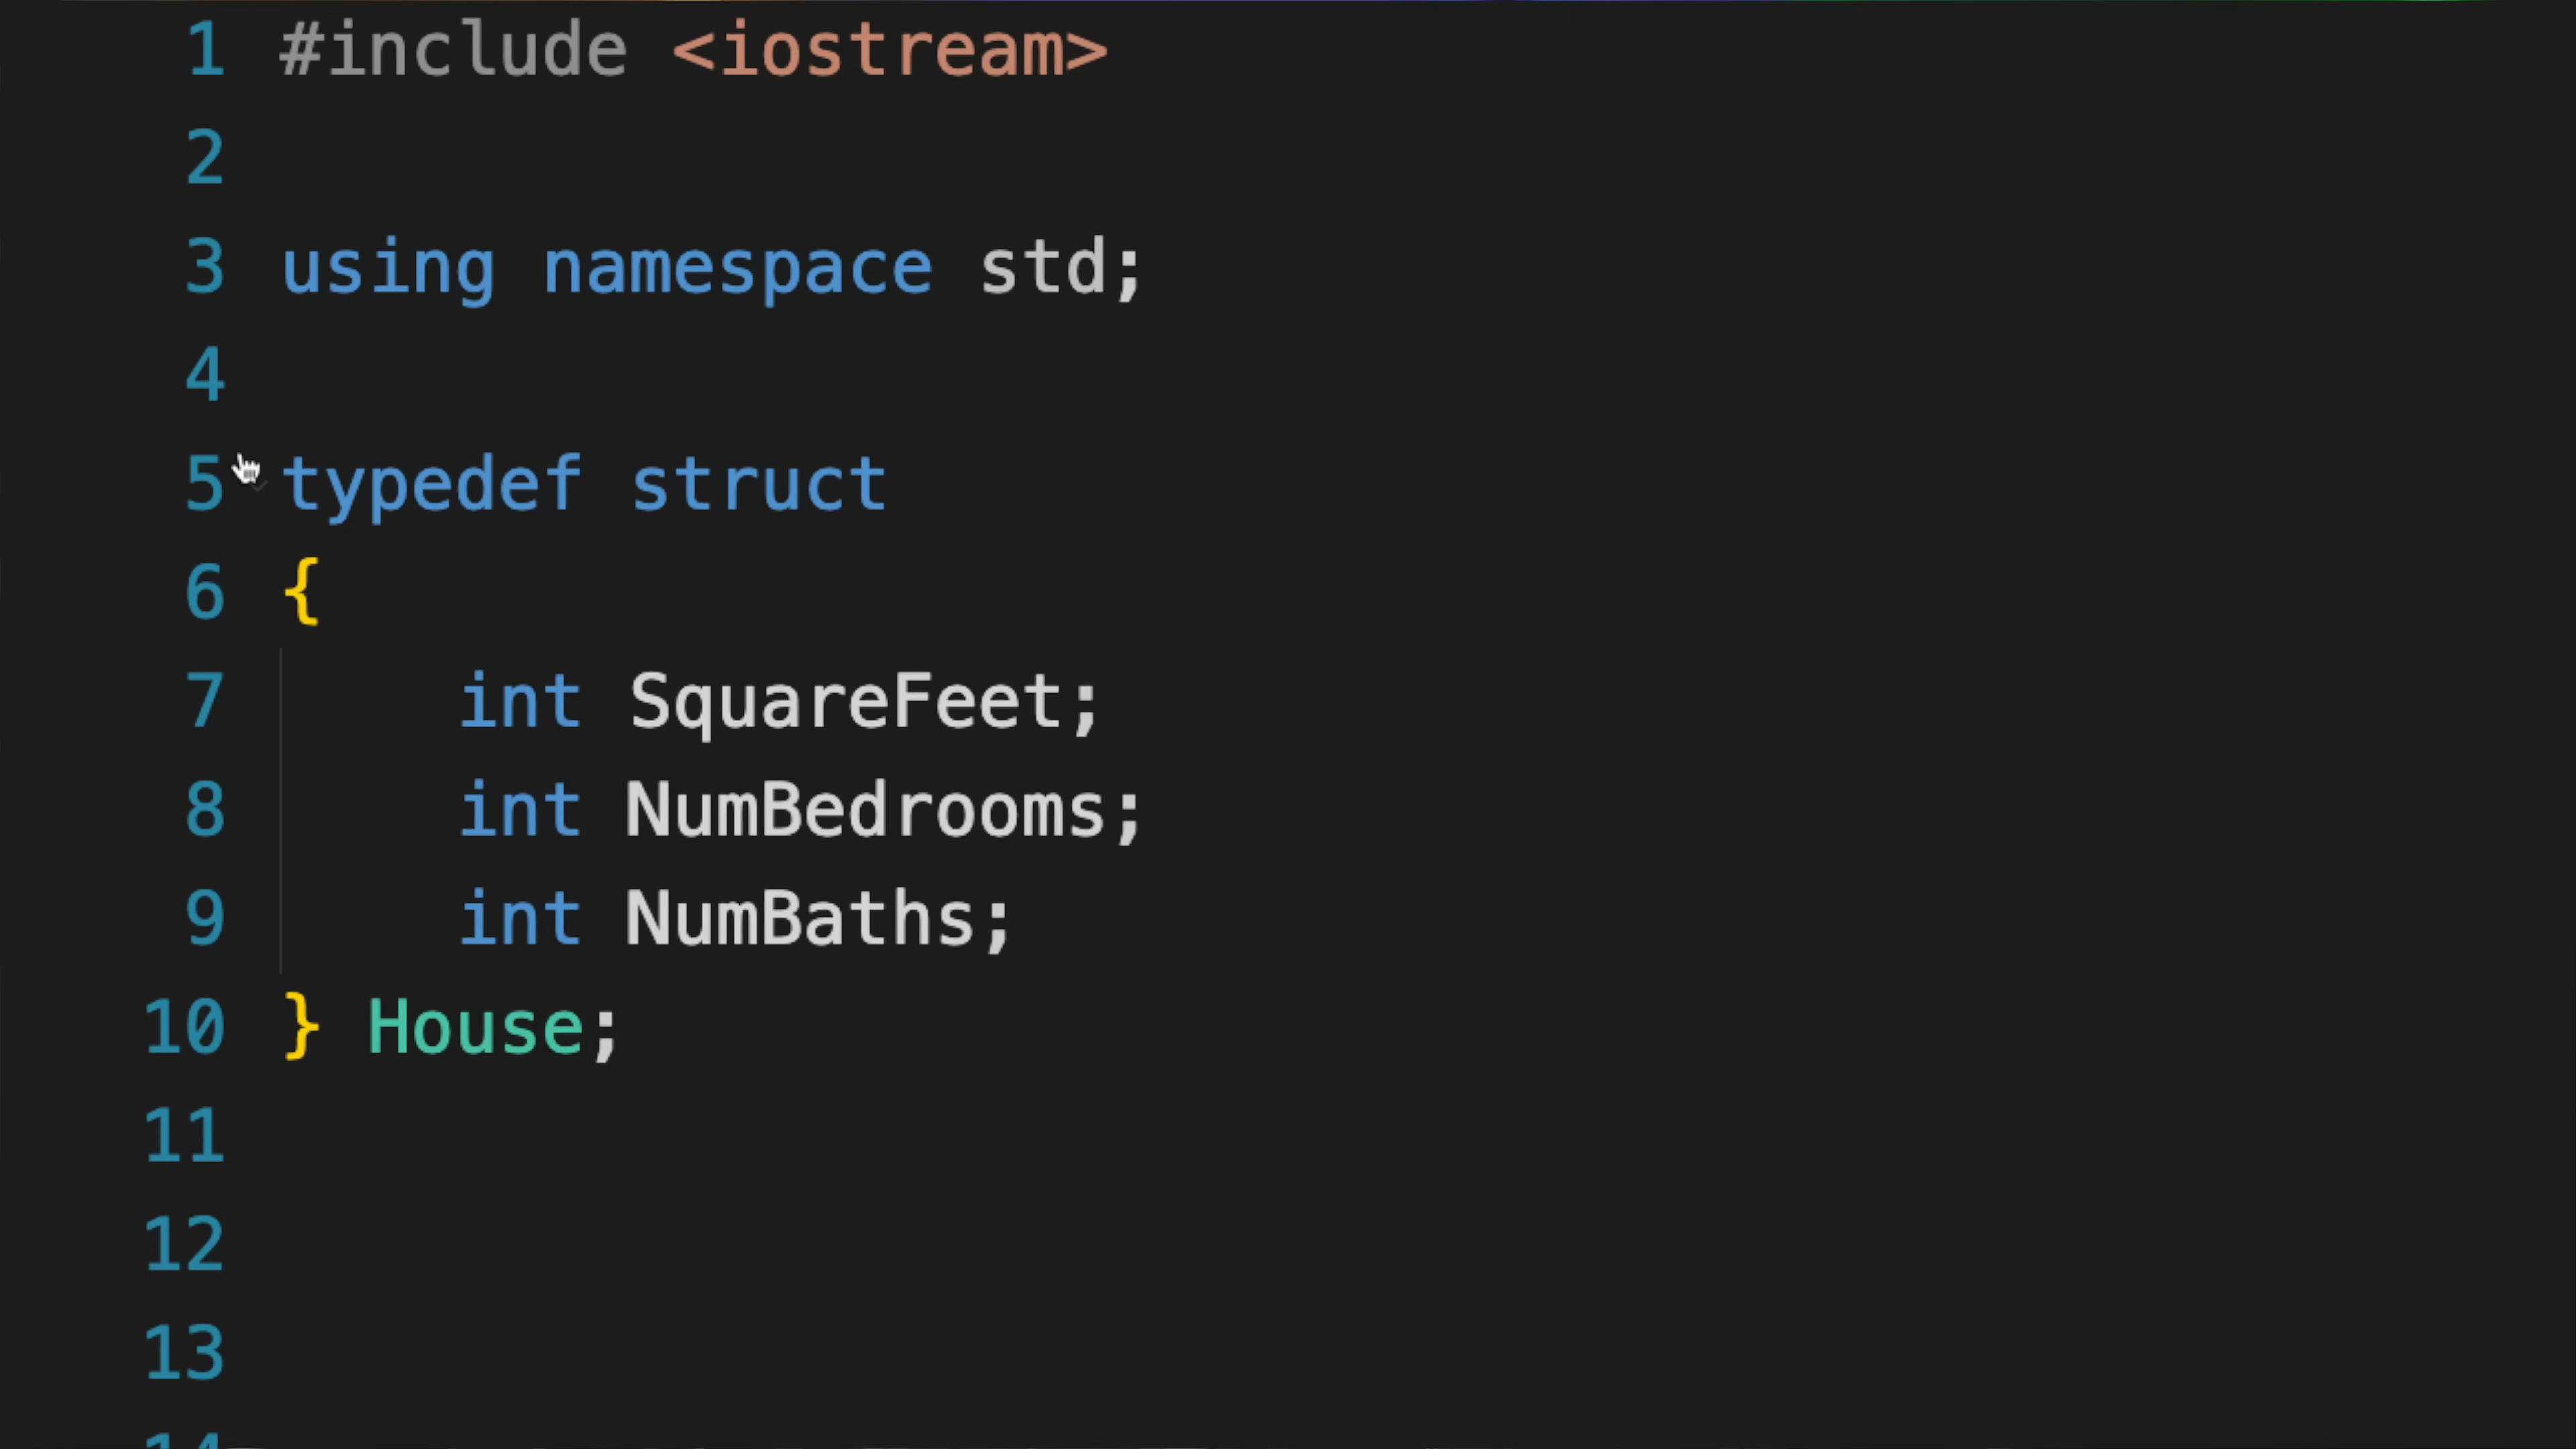 1 #include <iostream>
2
3 using namespace std;
4
5 typedef struct
6 {
7 int SquareFeet;
8 int NumBedrooms;
9 int NumBaths;
10 } House;
11
12
13
14